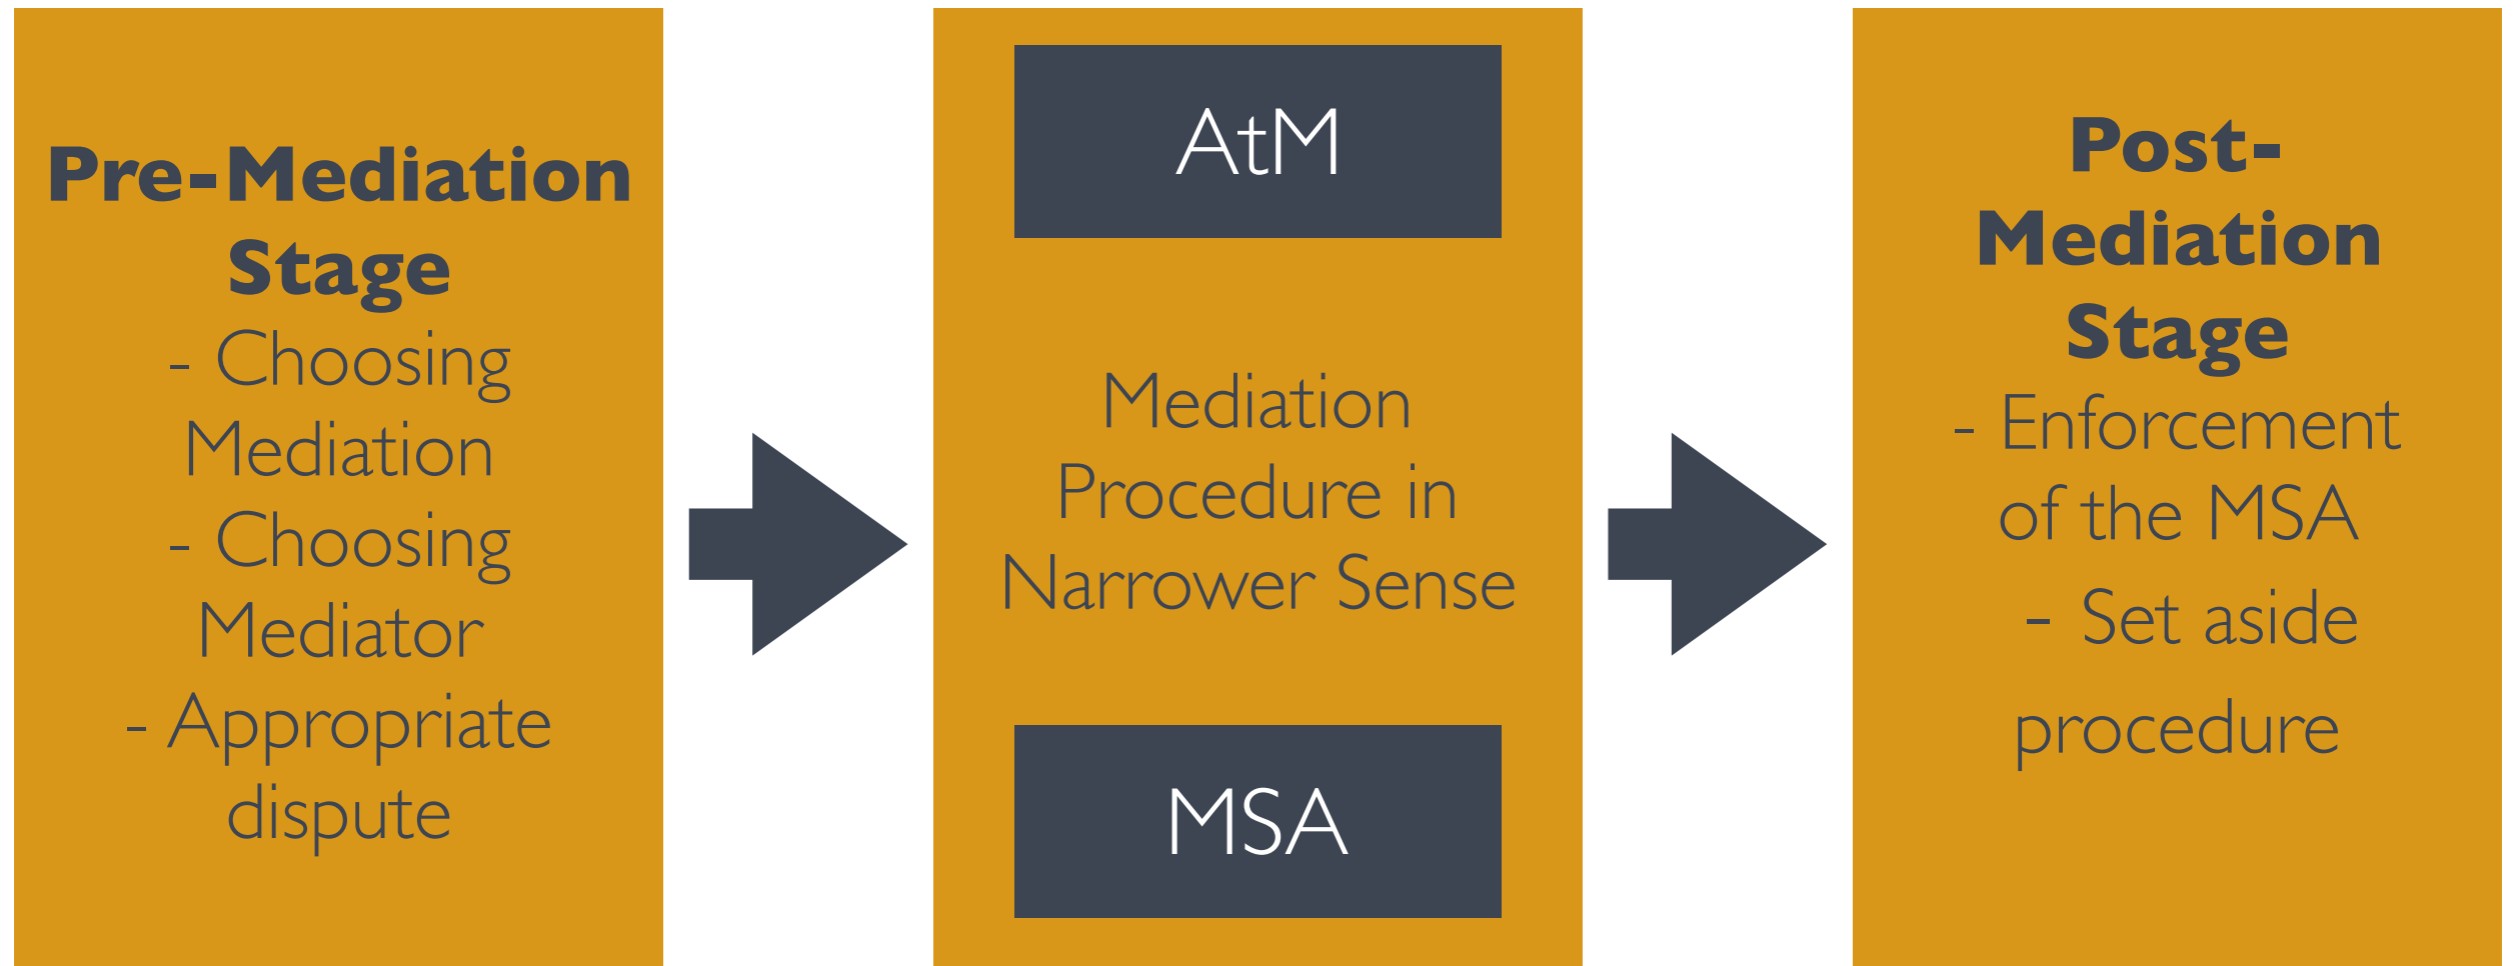 Pre-Mediation
Stage
- Choosing
Mediation
- Choosing
Mediator
- Appropriate
dispute
AtM
Mediation
Procedure in
Narrower Sense
MSA
Post-
Mediation
Stage
- Enforcement
of the MSA
- Set aside
procedure